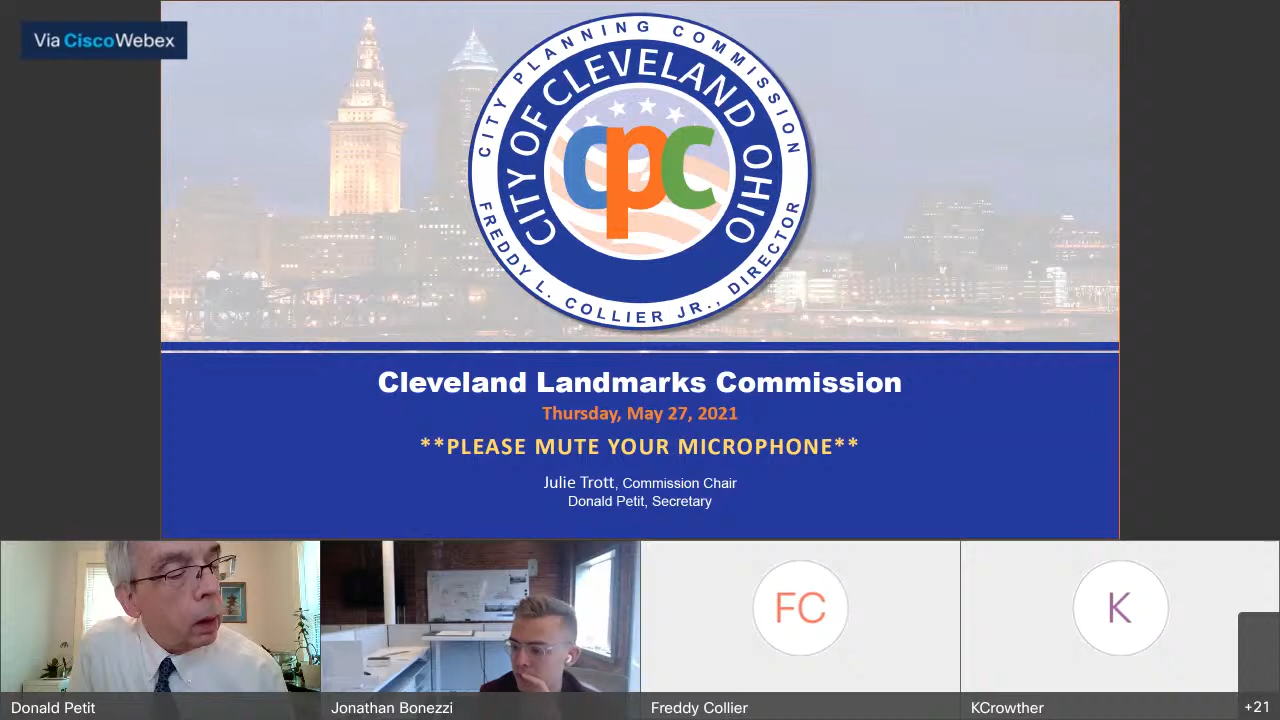 Via Cisco Webex
CITY PLANNING COMMISSION
CITY OF CLEVELAND OHIO
cpc
FREDDY L. COLLIER JR., DIRECTOR
Cleveland Landmarks Commission
Thursday, May 27, 2021
**PLEASE MUTE YOUR MICROPHONE**
Julie Trott, Commission Chair
Donald Petit, Secretary
FC
K
Donald Petit
Jonathan Bonezzi
Freddy Collier
KCrowther
+21